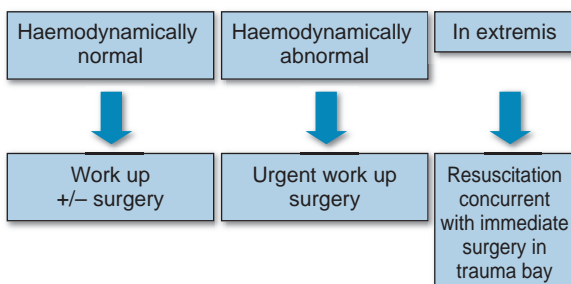 Haemodynamically
normal
Haemodynamically
abnormal
In extremis
Work up
+/– surgery
Urgent work up
surgery
Resuscitation
concurrent
with immediate
surgery in
trauma bay